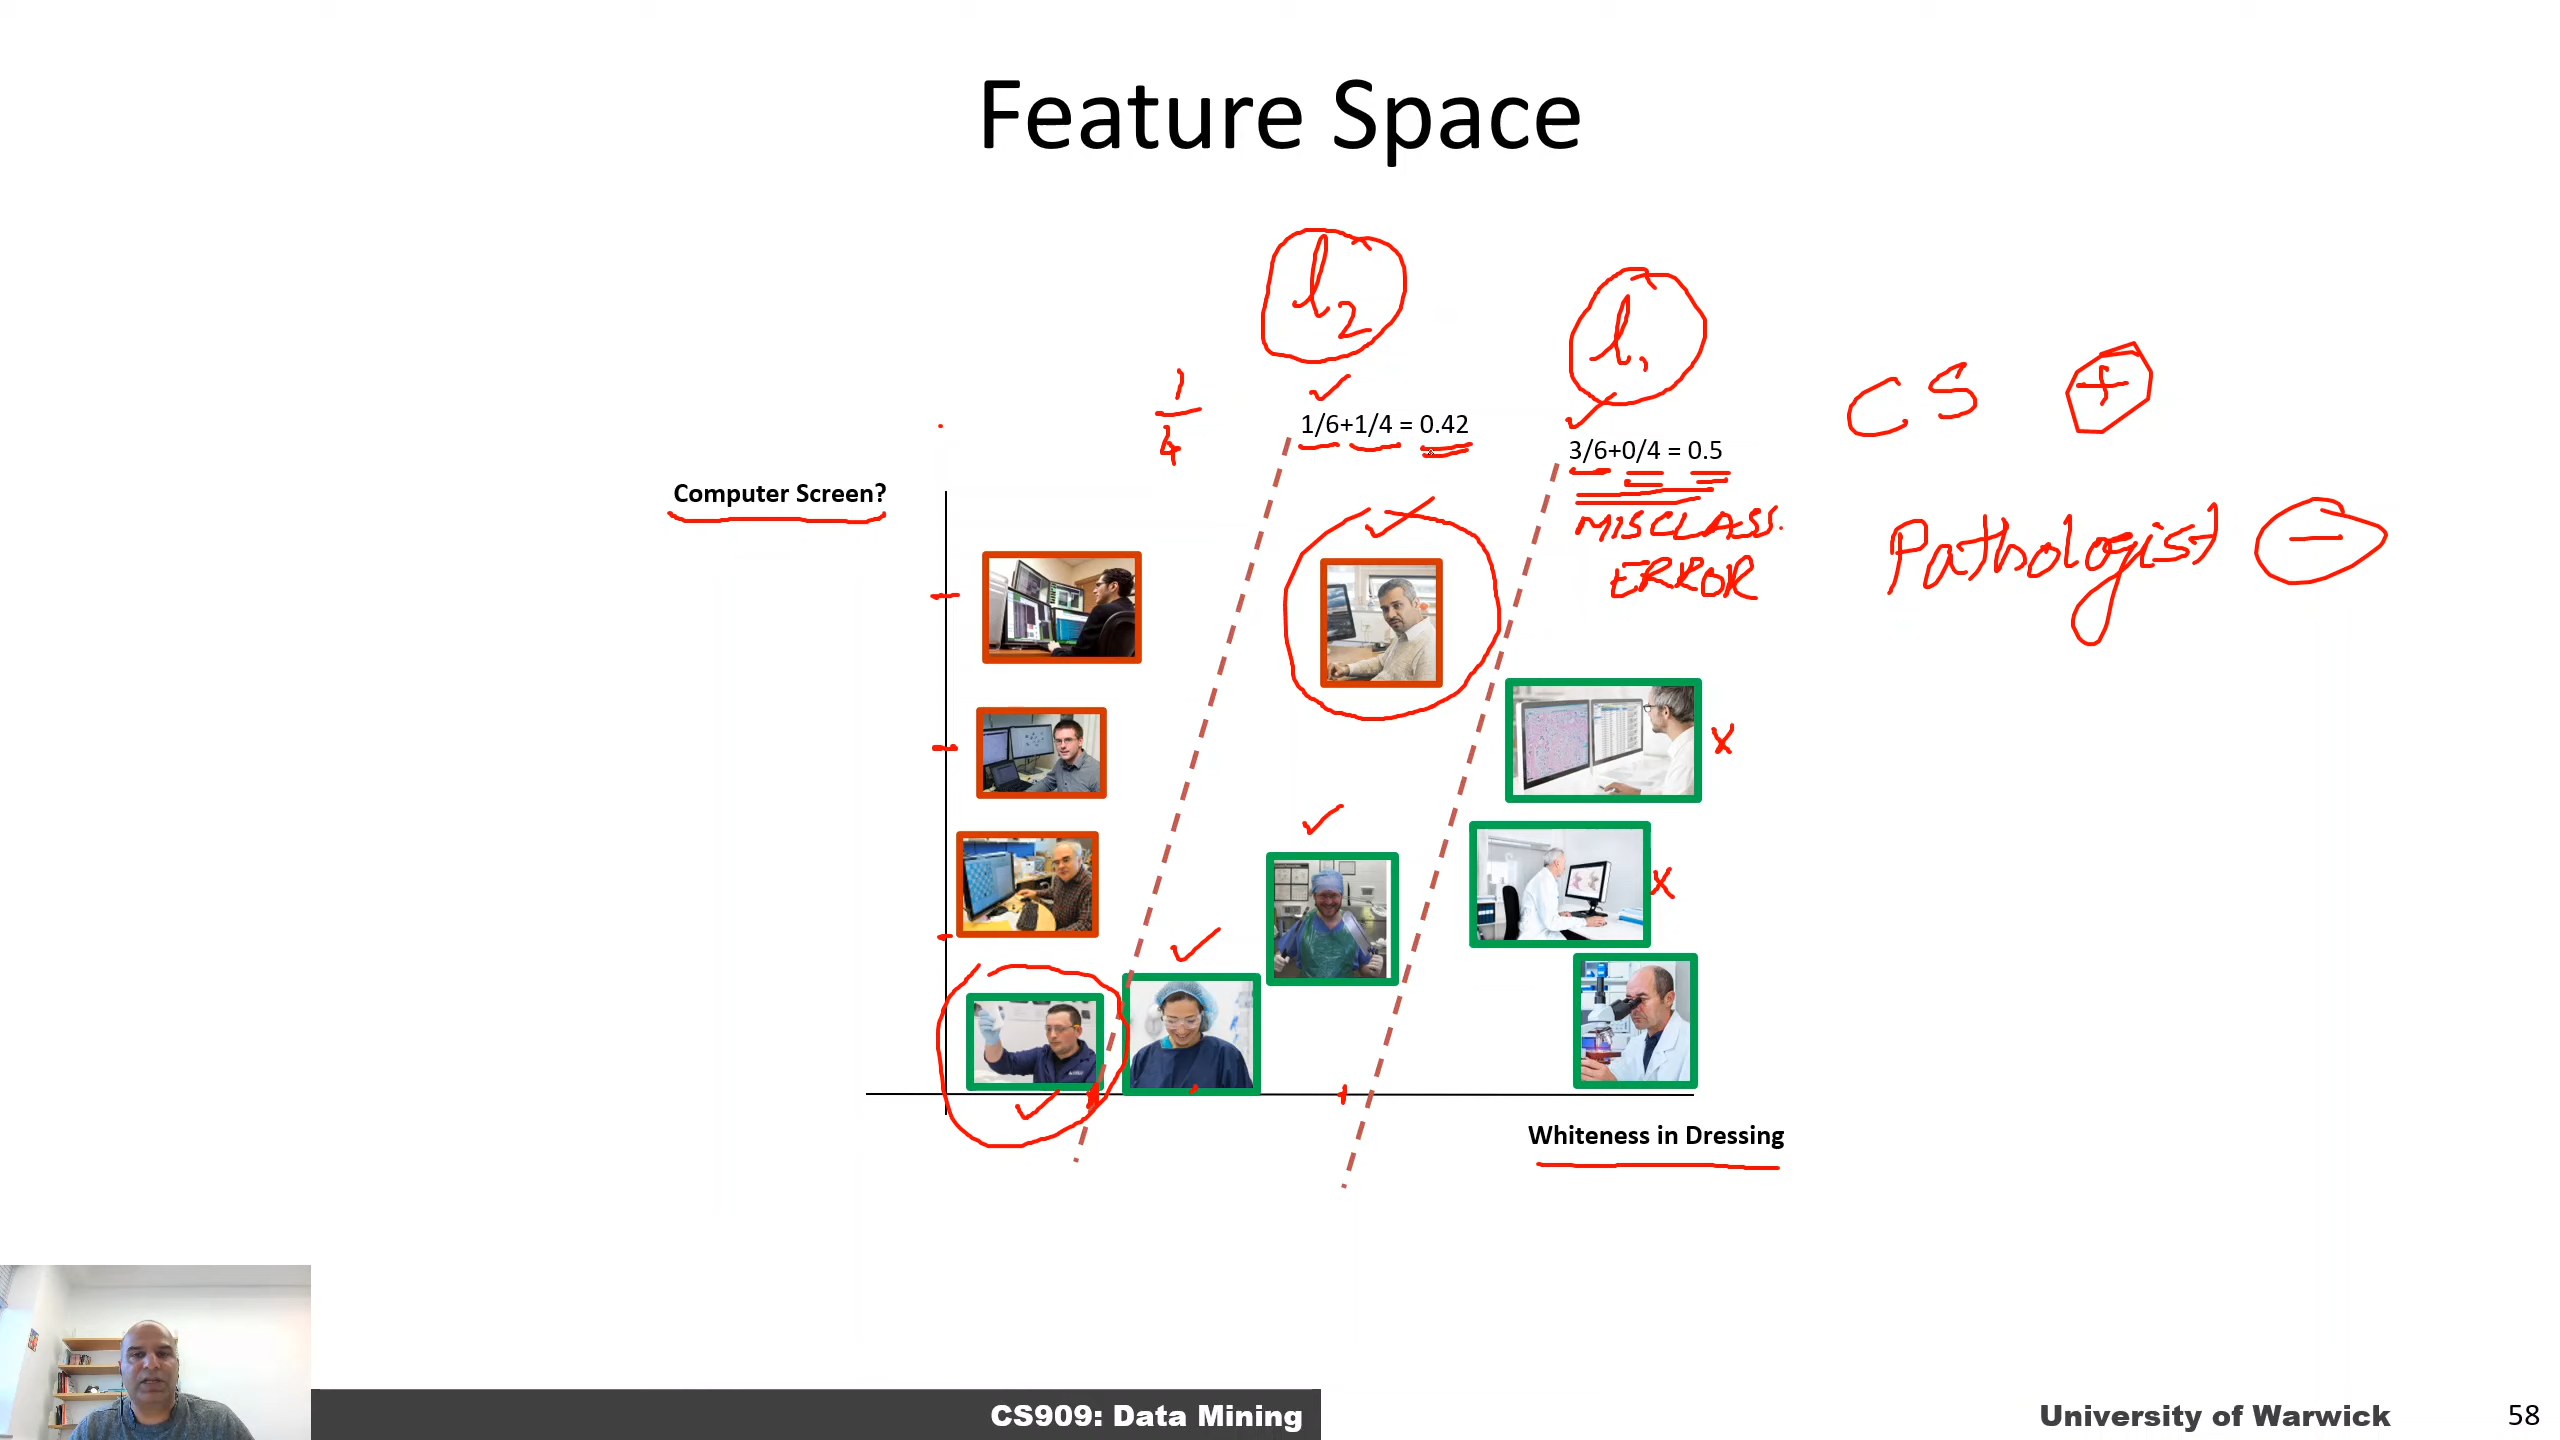 Feature Space
l2
l1
CS +
1
4
1/6+1/4 = 0.42
3/6+0/4 = 0.5
Computer Screen?
MISCLASS.
ERROR
Pathologist −
x
x
Whiteness in Dressing
CS909: Data Mining
University of Warwick
58